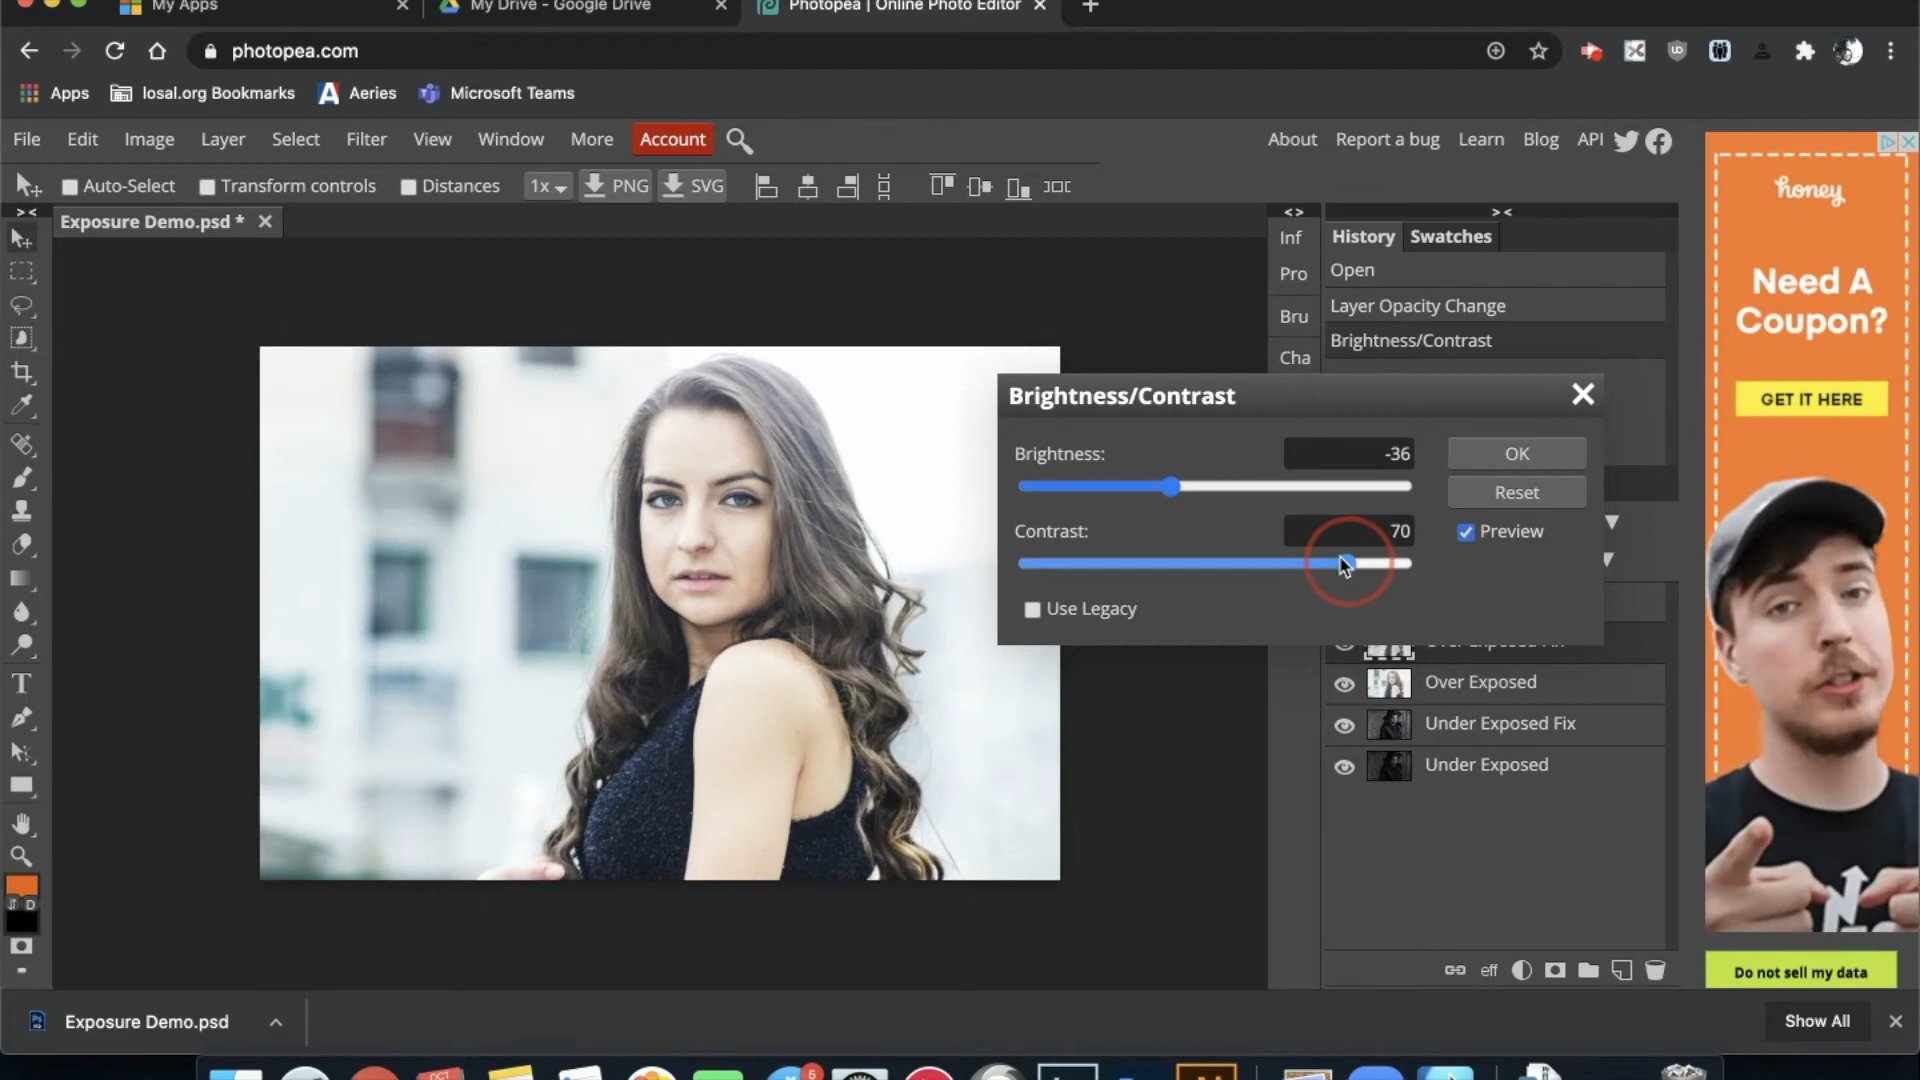 My Apps
My Drive - Google Drive
Photopea | Online Photo Editor
photopea.com
Apps
losal.org Bookmarks
Aeries
Microsoft Teams
File Edit Image Layer Select Filter View Window More Account
About Report a bug Learn Blog API
Auto-Select Transform controls Distances 1x PNG SVG
Exposure Demo.psd *
Inf
Pro
Bru
Cha
History Swatches
Open
Layer Opacity Change
Brightness/Contrast
Brightness/Contrast
Brightness: -36
OK
Reset
Contrast: 70
Preview
Use Legacy
Over Exposed
Under Exposed Fix
Under Exposed
eff
D
honey
Need A
Coupon?
GET IT HERE
Do not sell my data
Exposure Demo.psd
Show All
OCT
5